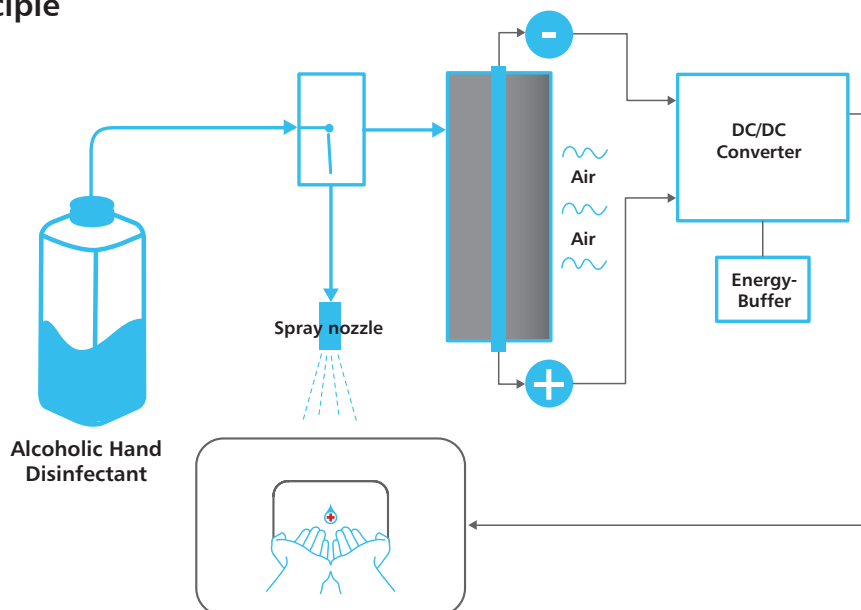 ciple
-
DC/DC
Converter
Air
Air
Energy-
Buffer
Spray nozzle
+
Alcoholic Hand
Disinfectant